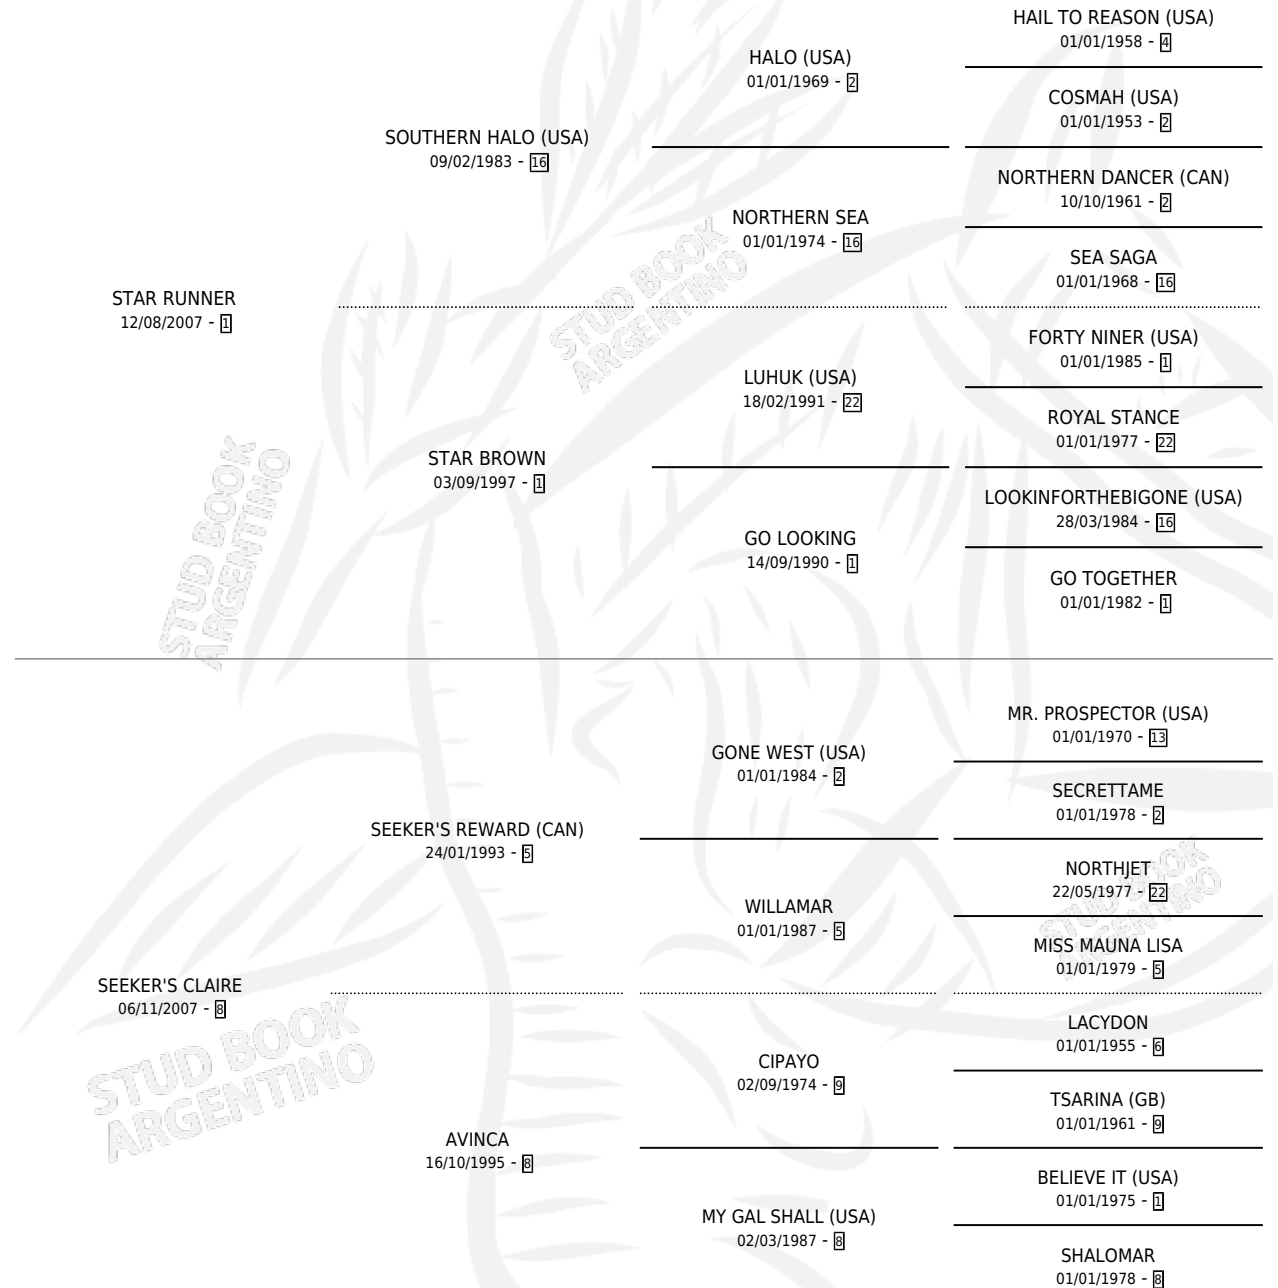 HAIL TO REASON (USA)
01/01/1958 - 4
HALO (USA)
01/01/1969 - 2
COSMAH (USA)
01/01/1953 - 2
SOUTHERN HALO (USA)
09/02/1983 - 16
NORTHERN DANCER (CAN)
10/10/1961 - 2
NORTHERN SEA
01/01/1974 - 16
SEA SAGA
01/01/1968 - 16
STAR RUNNER
12/08/2007 - 1
FORTY NINER (USA)
01/01/1985 - 1
LUHUK (USA)
18/02/1991 - 22
ROYAL STANCE
01/01/1977 - 22
STAR BROWN
03/09/1997 - 1
LOOKINFORTHEBIGONE (USA)
28/03/1984 - 16
GO LOOKING
14/09/1990 - 1
GO TOGETHER
01/01/1982 - 1
MR. PROSPECTOR (USA)
01/01/1970 - 13
GONE WEST (USA)
01/01/1984 - 2
SECRETTAME
01/01/1978 - 2
SEEKER'S REWARD (CAN)
24/01/1993 - 5
NORTHJET
22/05/1977 - 22
WILLAMAR
01/01/1987 - 5
MISS MAUNA LISA
01/01/1979 - 5
SEEKER'S CLAIRE
06/11/2007 - 8
LACYDON
01/01/1955 - 6
CIPAYO
02/09/1974 - 9
TSARINA (GB)
01/01/1961 - 9
AVINCA
16/10/1995 - 8
BELIEVE IT (USA)
01/01/1975 - 1
MY GAL SHALL (USA)
02/03/1987 - 8
SHALOMAR
01/01/1978 - 8
STUD BOOK
ARGENTINO
STUD BOOK
ARGENTINO
STUD BOOK
ARGENTINO
STUD BOOK
ARGENTINO